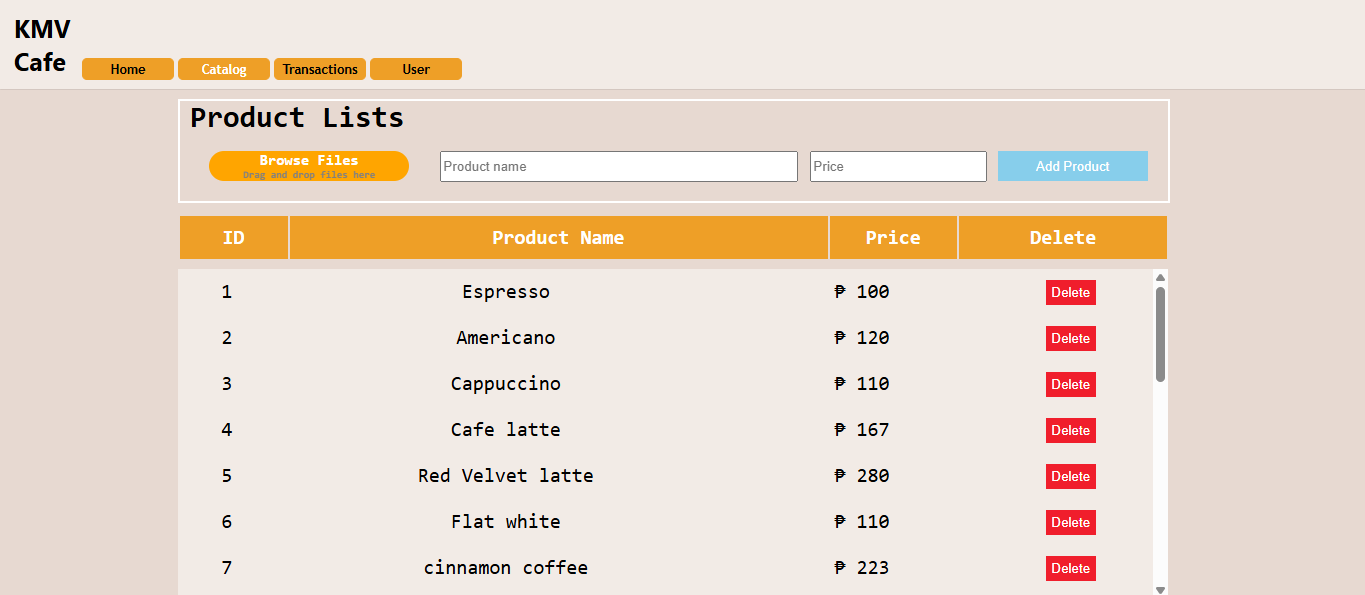 KMV
Cafe
Home Catalog Transactions User
Product Lists
Browse Files
Drag and drop files here
Product name
Price
Add Product
ID Product Name Price Delete
1 Espresso ₱ 100 Delete
2 Americano ₱ 120 Delete
3 Cappuccino ₱ 110 Delete
4 Cafe latte ₱ 167 Delete
5 Red Velvet latte ₱ 280 Delete
6 Flat white ₱ 110 Delete
7 cinnamon coffee ₱ 223 Delete